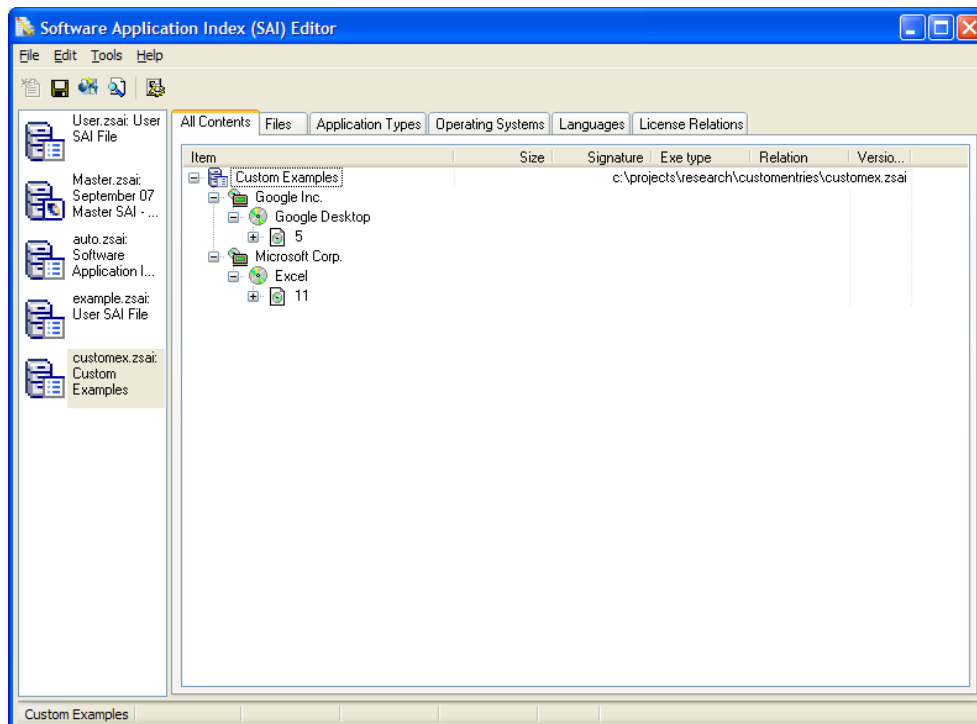 Software Application Index (SAI) Editor
File Edit Tools Help
User.zsai: User
SAI File
Master.zsai:
September 07
Master SAI - ...
auto.zsai:
Software
Application I...
example.zsai:
User SAI File
customex.zsai:
Custom
Examples
All Contents Files Application Types Operating Systems Languages License Relations
Item Size Signature Exe type Relation Versio...
Custom Examples c:\projects\research\customentries\customex.zsai
Google Inc.
Google Desktop
5
Microsoft Corp.
Excel
11
Custom Examples